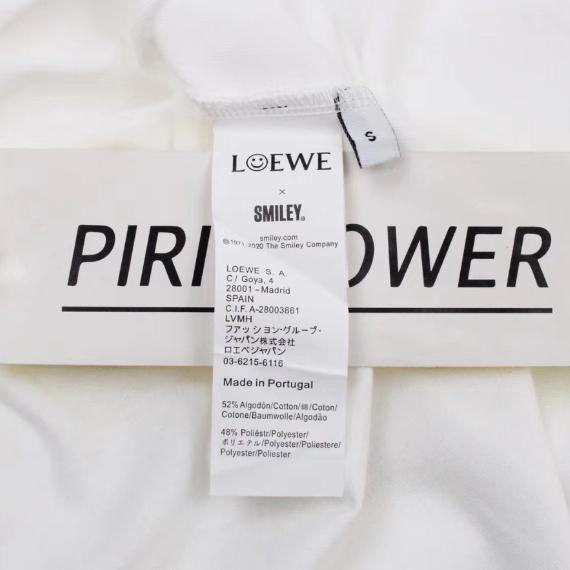 S
LOEWE
×
SMILEY®
smiley.com
©1971-2020 The Smiley Company
PIRI OWER
LOEWE S. A.
C/ Goya, 4
28001-Madrid
SPAIN
C.I.F. A-28003861
LVMH
ファッション・グループ・
ジャパン株式会社
ロエベジャパン
03-6215-6116
Made in Portugal
52% Algodón/Cotton/綿/Coton/
Cotone/Baumwolle/Algodão
48% Poliéstr/Polyester/
ポリエテル/Polyester/Poliestere/
Polyester/Poliester